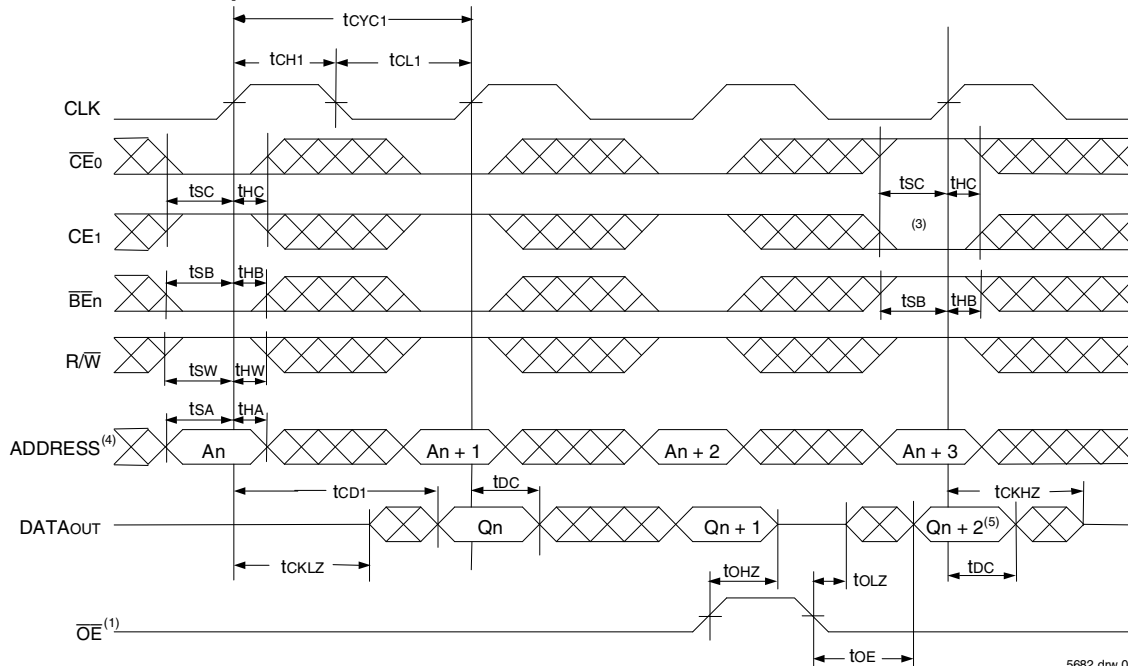 tCYC1
tCH1 tCL1
CLK
CE0
tSC tHC tSC tHC
CE1 (3)
tSB tHB
BEn tSB tHB
R/W
tSW tHW
tSA tHA
ADDRESS(4) An An + 1 An + 2 An + 3
tCD1 tDC tCKHZ
DATAOUT Qn Qn + 1 Qn + 2(5)
tCKLZ tOHZ tOLZ tDC
OE(1)
tOE